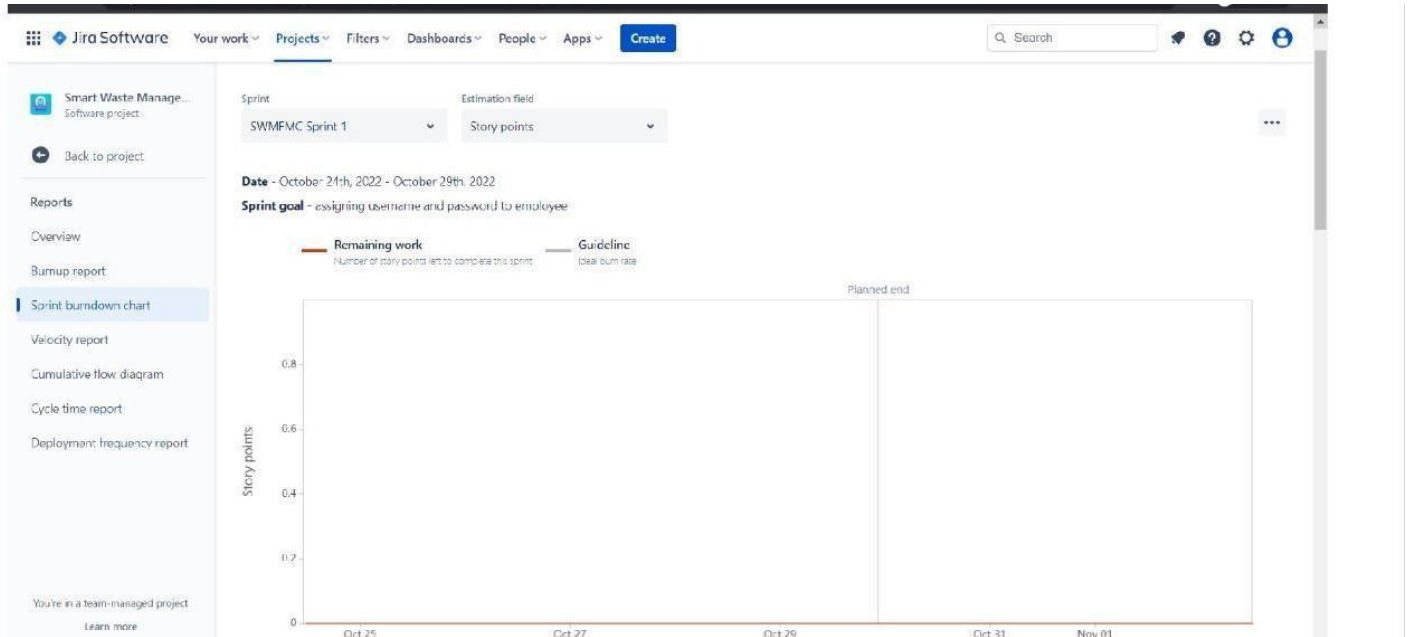 Jira Software Your work Projects Filters Dashboards People Apps Create Search
Smart Waste Manage...
Software project
Back to project
Reports
Overview
Burnup report
Sprint burndown chart
Velocity report
Cumulative flow diagram
Cycle time report
Deployment frequency report
You're in a team-managed project
Learn more
Sprint Estimation field
SWMFMC Sprint 1 Story points
Date - October 24th, 2022 - October 29th, 2022
Sprint goal - assigning username and password to employee
Remaining work Guideline
Number of story points left to complete this sprint Ideal burn rate
Planned end
Story points
0.8
0.6
0.4
0.2
0
Oct 25 Oct 27 Oct 29 Oct 31 Nov 01